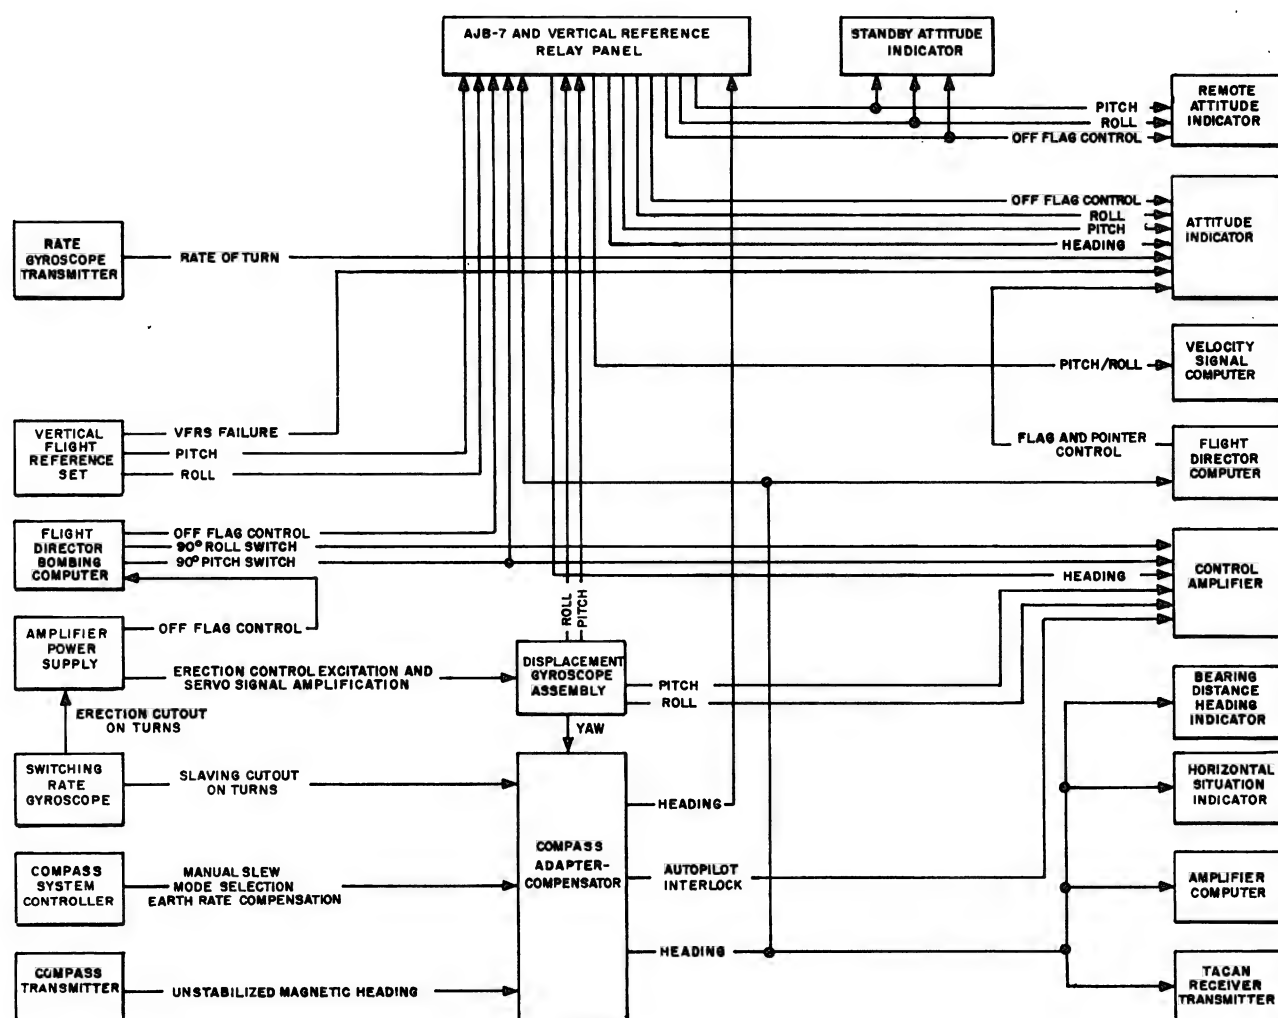 AJB-7 AND VERTICAL REFERENCE
RELAY PANEL
STANDBY ATTITUDE
INDICATOR
REMOTE
ATTITUDE
INDICATOR
PITCH
ROLL
OFF FLAG CONTROL
OFF FLAG CONTROL
ROLL
PITCH
HEADING
ATTITUDE
INDICATOR
RATE
GYROSCOPE
TRANSMITTER
RATE OF TURN
VELOCITY
SIGNAL
COMPUTER
PITCH/ROLL
VERTICAL
FLIGHT
REFERENCE
SET
VFRS FAILURE
PITCH
ROLL
FLAG AND POINTER
CONTROL
FLIGHT
DIRECTOR
COMPUTER
FLIGHT
DIRECTOR
BOMBING
COMPUTER
OFF FLAG CONTROL
90° ROLL SWITCH
90° PITCH SWITCH
HEADING
CONTROL
AMPLIFIER
ROLL
PITCH
AMPLIFIER
POWER
SUPPLY
OFF FLAG CONTROL
ERECTION CONTROL EXCITATION AND
SERVO SIGNAL AMPLIFICATION
DISPLACEMENT
GYROSCOPE
ASSEMBLY
PITCH
ROLL
YAW
BEARING
DISTANCE
HEADING
INDICATOR
ERECTION CUTOUT
ON TURNS
SWITCHING
RATE
GYROSCOPE
SLAVING CUTOUT
ON TURNS
HEADING
HORIZONTAL
SITUATION
INDICATOR
COMPASS
ADAPTER-
COMPENSATOR
COMPASS
SYSTEM
CONTROLLER
MANUAL SLEW
MODE SELECTION
EARTH RATE COMPENSATION
AUTOPILOT
INTERLOCK
AMPLIFIER
COMPUTER
HEADING
COMPASS
TRANSMITTER
UNSTABILIZED MAGNETIC HEADING
TACAN
RECEIVER
TRANSMITTER